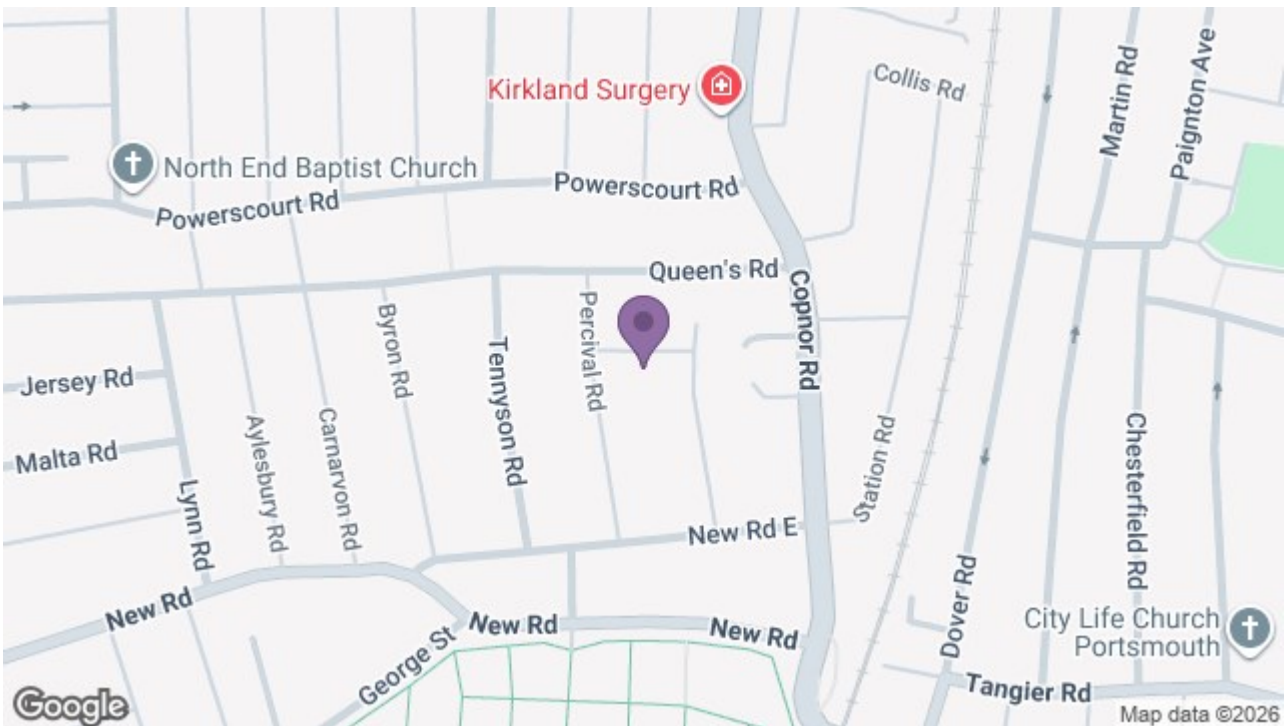 Kirkland Surgery
Collis Rd
Martin Rd
Paignton Ave
North End Baptist Church
Powerscourt Rd
Powerscourt Rd
Queen's Rd
Copnor Rd
Percival Rd
Byron Rd
Tennyson Rd
Jersey Rd
Malta Rd
Aylesbury Rd
Carnarvon Rd
Lynn Rd
Station Rd
Chesterfield Rd
New Rd E
Dover Rd
New Rd
George St
New Rd
New Rd
City Life Church
Portsmouth
Tangier Rd
Google
Map data ©2026